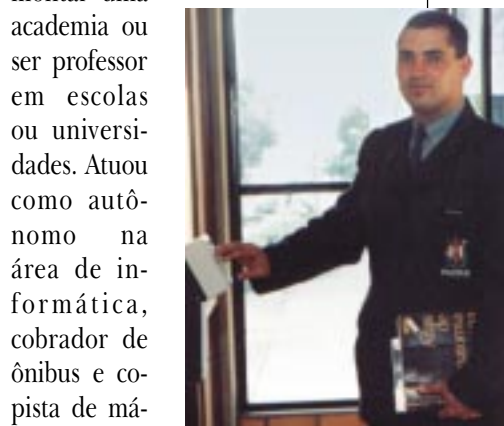 montar uma
academia ou
ser professor
em escolas
ou universi-
dades. Atuou
como autô-
nomo na
área de in-
formática,
cobrador de
ônibus e co-
pista de má-